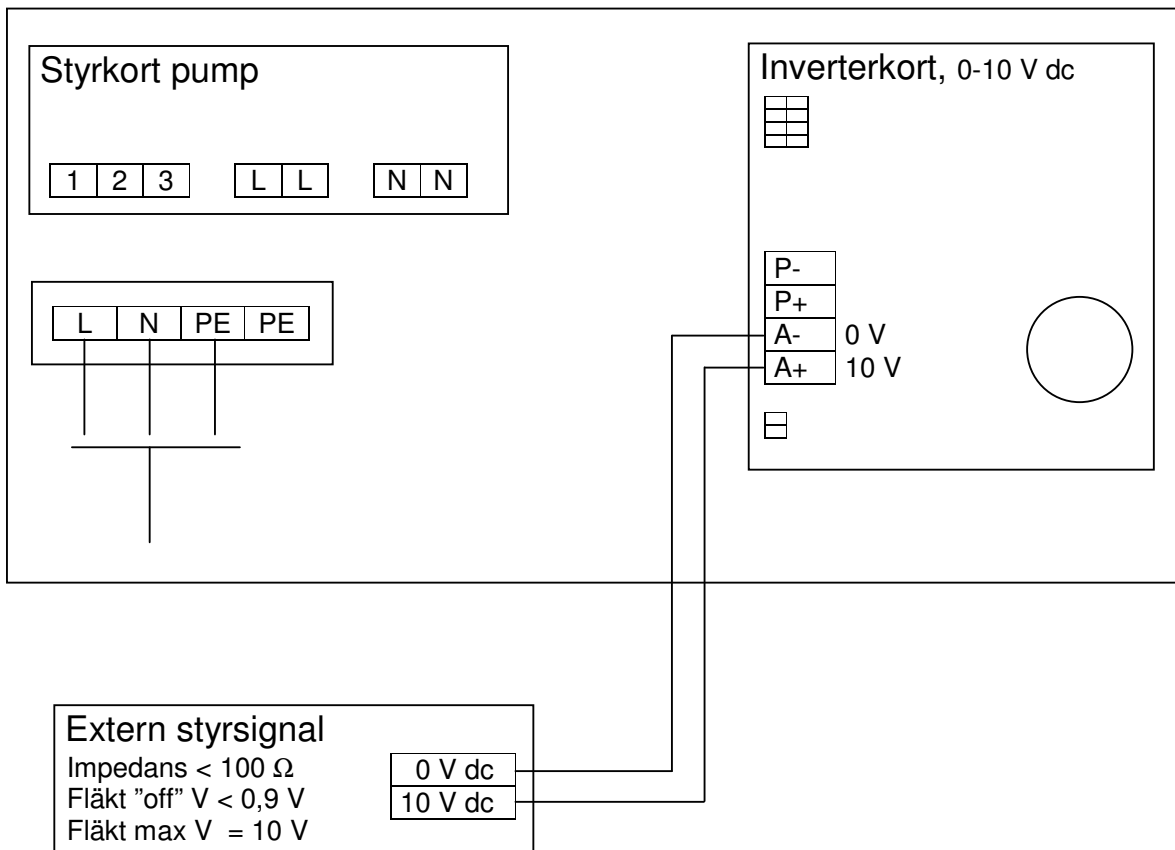 Styrkort pump
1 2 3 L L N N
L N PE PE
Inverterkort, 0-10 V dc
P-
P+
A- 0 V
A+ 10 V
Extern styrsignal
Impedans < 100 Ω
Fläkt "off" V < 0,9 V
Fläkt max V = 10 V
0 V dc
10 V dc